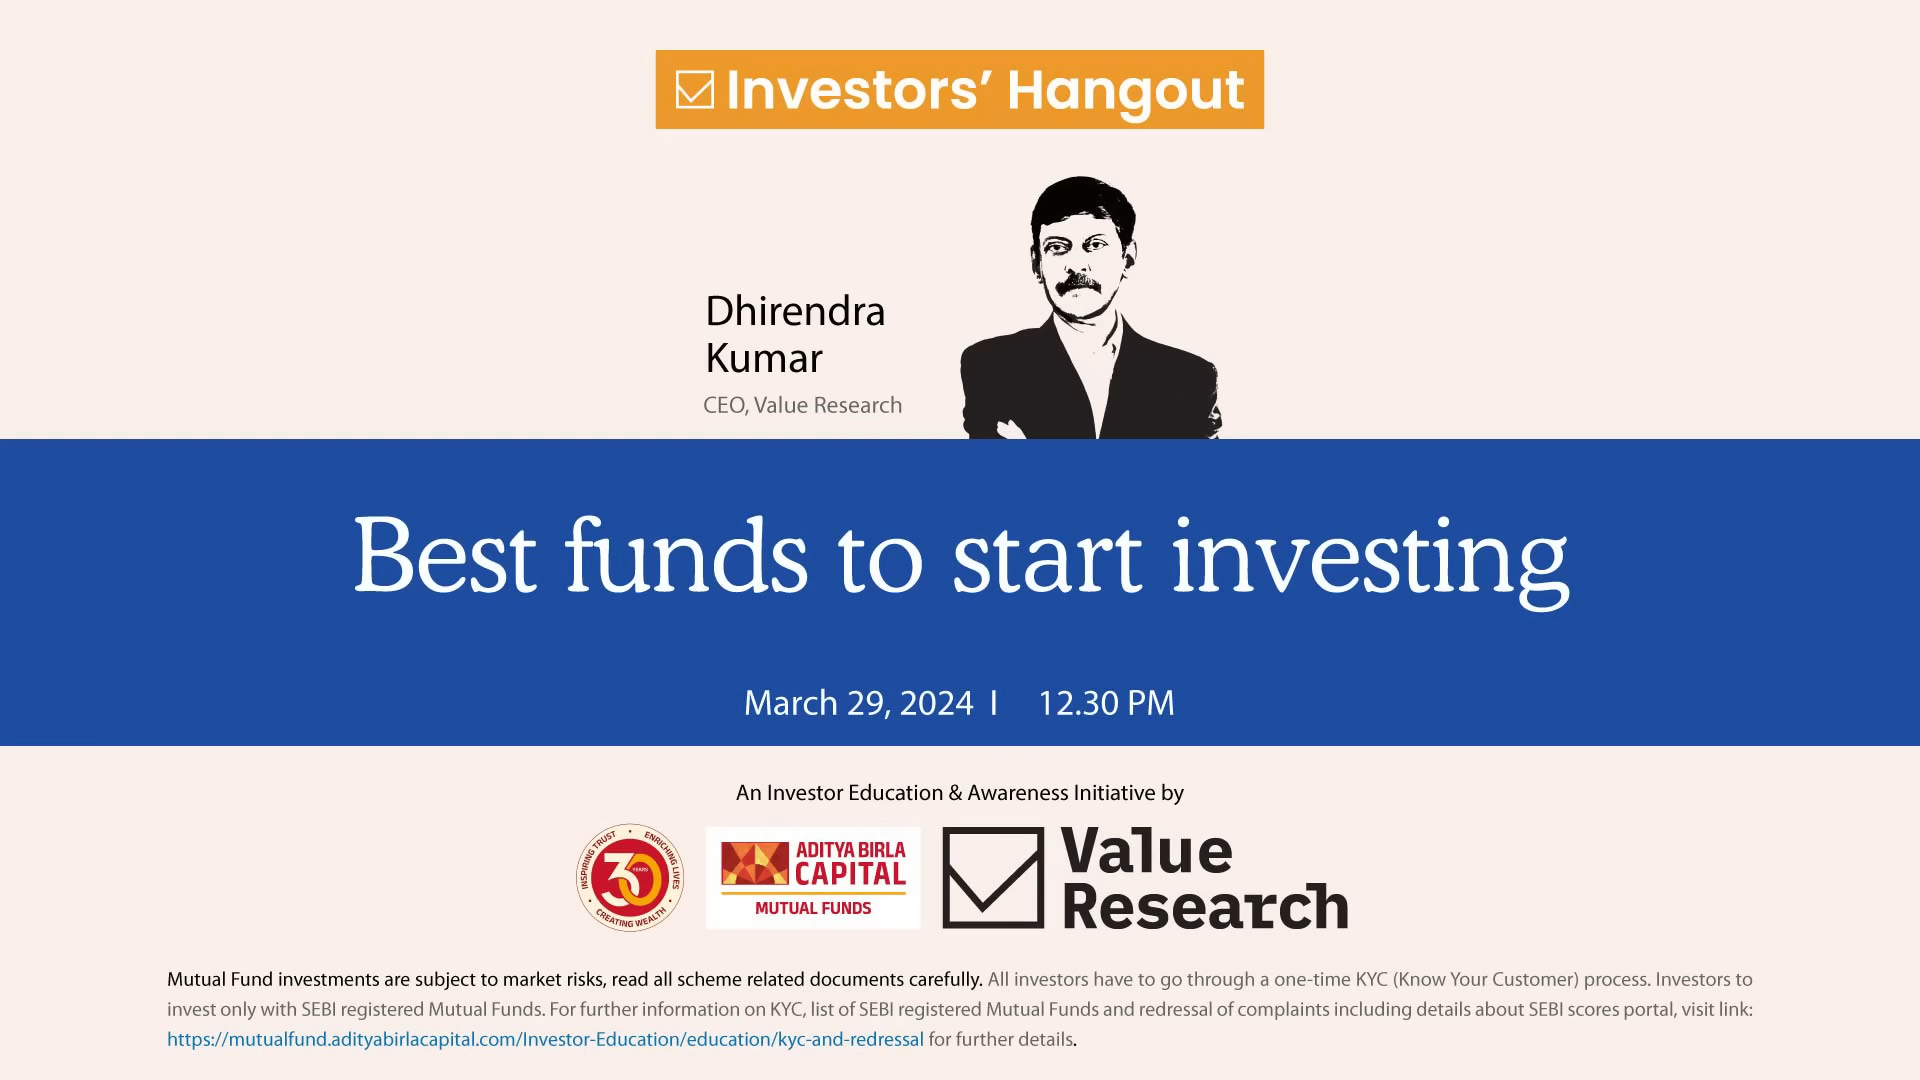 Investors’ Hangout
Dhirendra
Kumar
CEO, Value Research
Best funds to start investing
March 29, 2024 I 12.30 PM
An Investor Education & Awareness Initiative by
INSPIRING TRUST • ENRICHING LIVES • CREATING WEALTH •
30 YEARS
ADITYA BIRLA
CAPITAL
MUTUAL FUNDS
Value
Research
Mutual Fund investments are subject to market risks, read all scheme related documents carefully. All investors have to go through a one-time KYC (Know Your Customer) process. Investors to
invest only with SEBI registered Mutual Funds. For further information on KYC, list of SEBI registered Mutual Funds and redressal of complaints including details about SEBI scores portal, visit link:
https://mutualfund.adityabirlacapital.com/Investor-Education/education/kyc-and-redressal for further details.